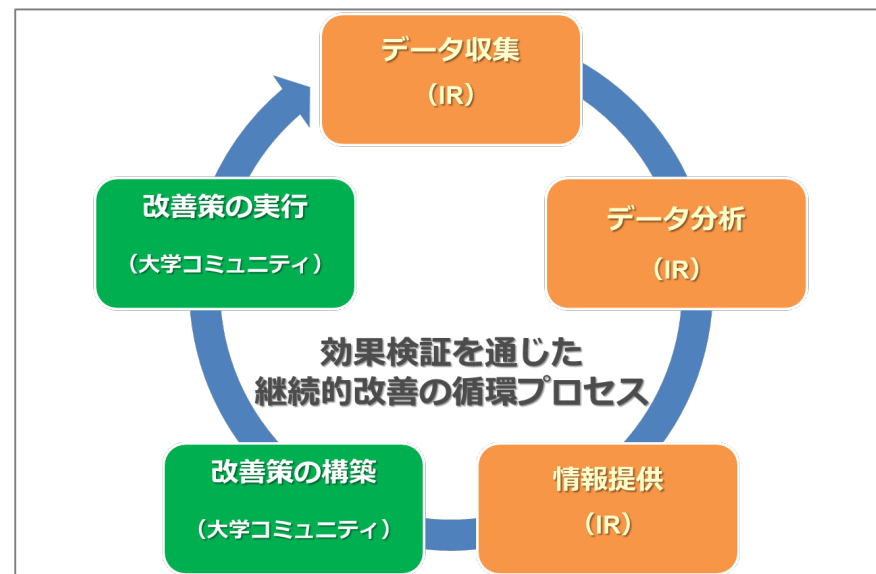 データ収集
（IR）
データ分析
（IR）
情報提供
（IR）
改善策の構築
（大学コミュニティ）
改善策の実行
（大学コミュニティ）
効果検証を通じた
継続的改善の循環プロセス